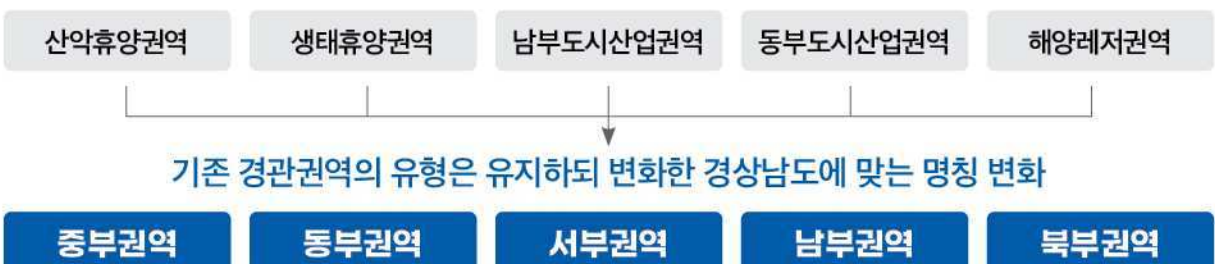 산악휴양권역 생태휴양권역 남부도시산업권역 동부도시산업권역 해양레저권역
기존 경관권역의 유형은 유지하되 변화한 경상남도에 맞는 명칭 변화
중부권역 동부권역 서부권역 남부권역 북부권역